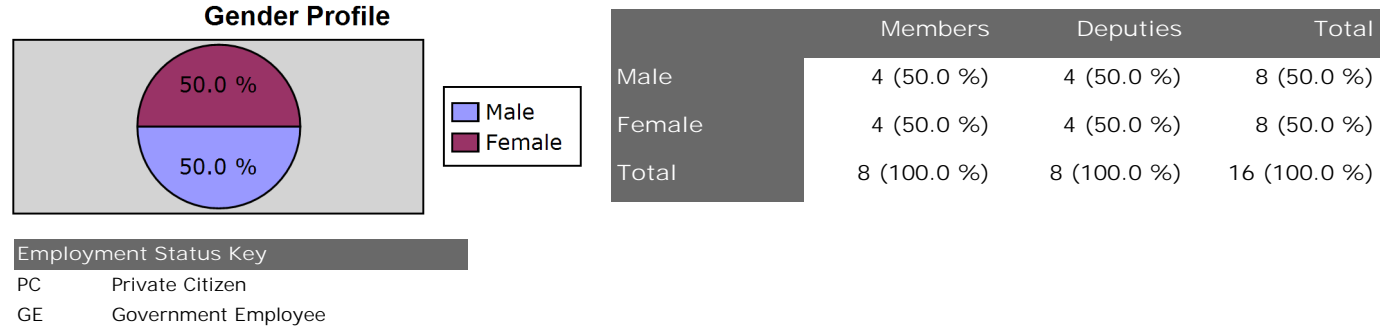 Gender Profile
50.0 %
50.0 %
Male
Female
Members Deputies Total
Male 4 (50.0 %) 4 (50.0 %) 8 (50.0 %)
Female 4 (50.0 %) 4 (50.0 %) 8 (50.0 %)
Total 8 (100.0 %) 8 (100.0 %) 16 (100.0 %)
Employment Status Key
PC Private Citizen
GE Government Employee